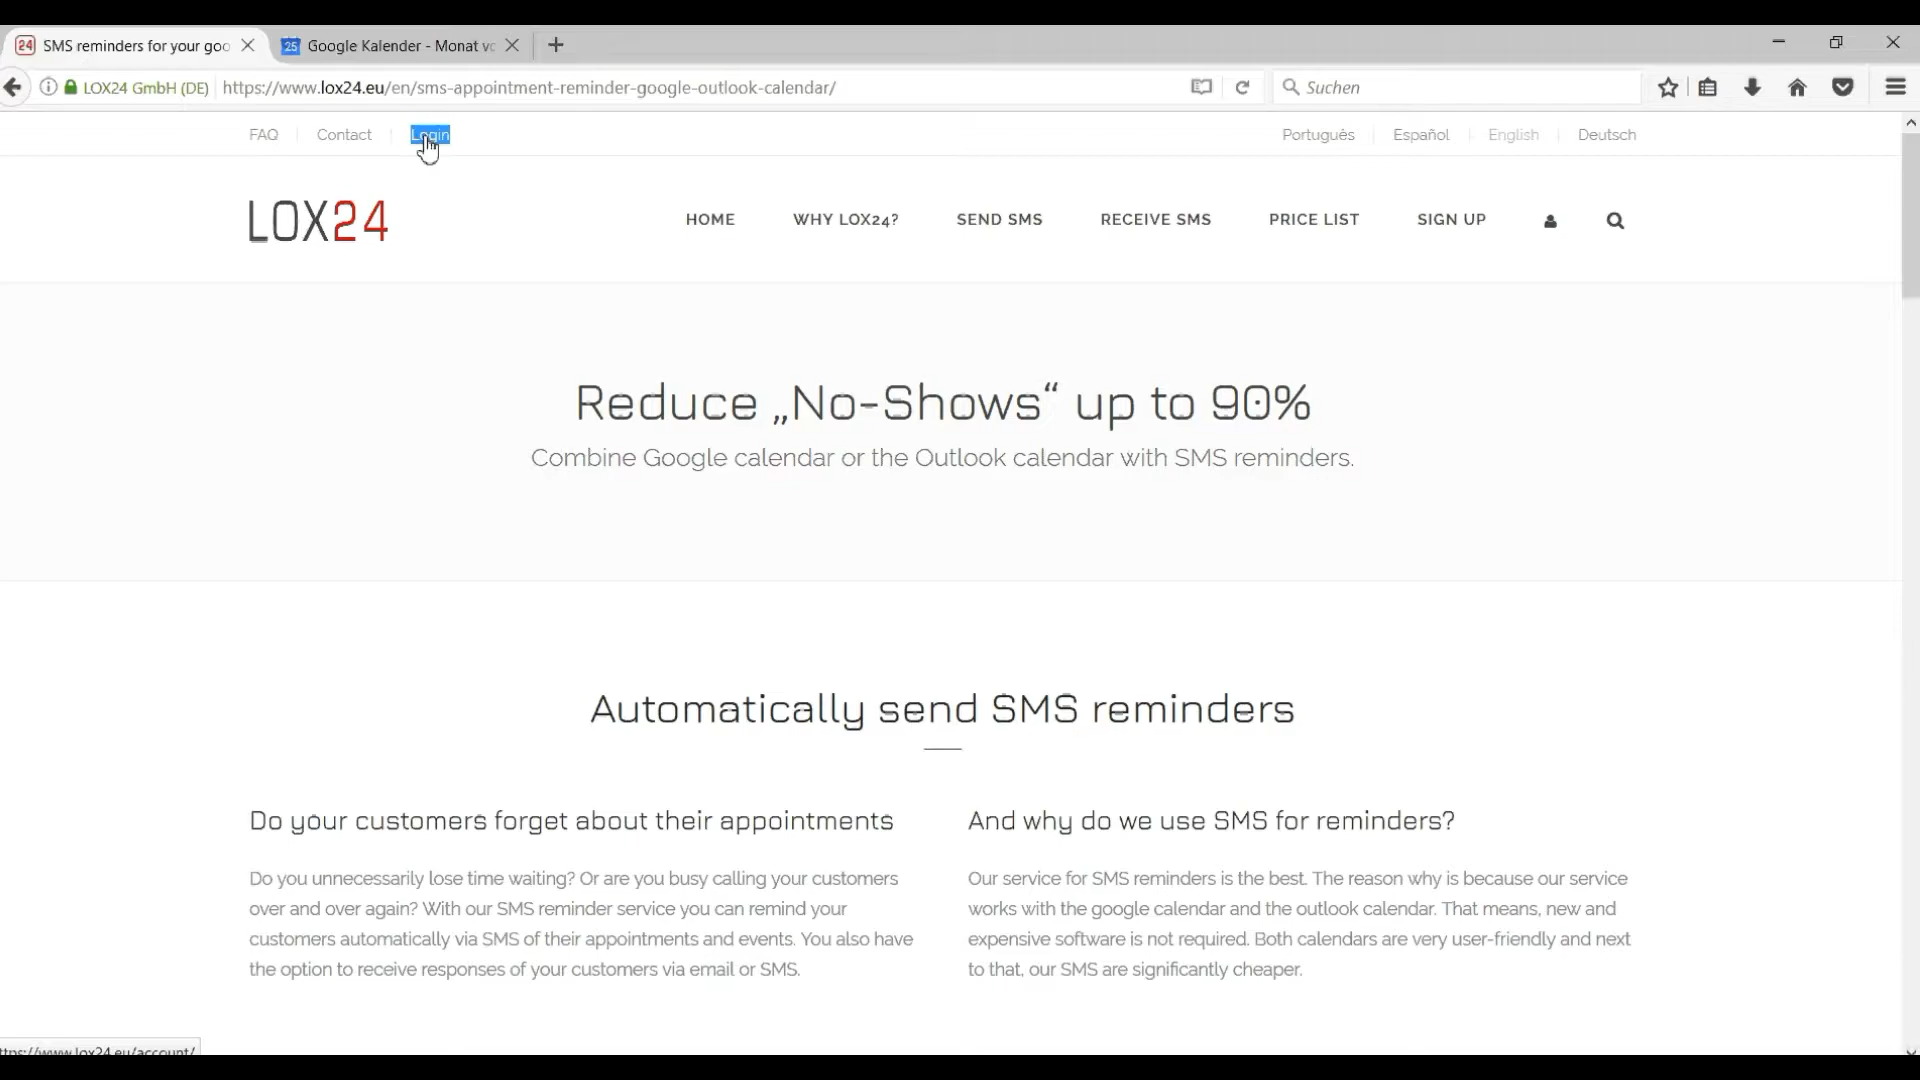 24 SMS reminders for your goo
25 Google Kalender - Monat vo
LOX24 GmbH (DE)
https://www.lox24.eu/en/sms-appointment-reminder-google-outlook-calendar/
Suchen
FAQ
Contact
Login
Português
Español
English
Deutsch
LOX24
HOME
WHY LOX24?
SEND SMS
RECEIVE SMS
PRICE LIST
SIGN UP
Reduce „No-Shows“ up to 90%
Combine Google calendar or the Outlook calendar with SMS reminders.
Automatically send SMS reminders
Do your customers forget about their appointments
Do you unnecessarily lose time waiting? Or are you busy calling your customers
over and over again? With our SMS reminder service you can remind your
customers automatically via SMS of their appointments and events. You also have
the option to receive responses of your customers via email or SMS.
And why do we use SMS for reminders?
Our service for SMS reminders is the best. The reason why is because our service
works with the google calendar and the outlook calendar. That means, new and
expensive software is not required. Both calendars are very user-friendly and next
to that, our SMS are significantly cheaper.
ttps://www.lox24.eu/account/